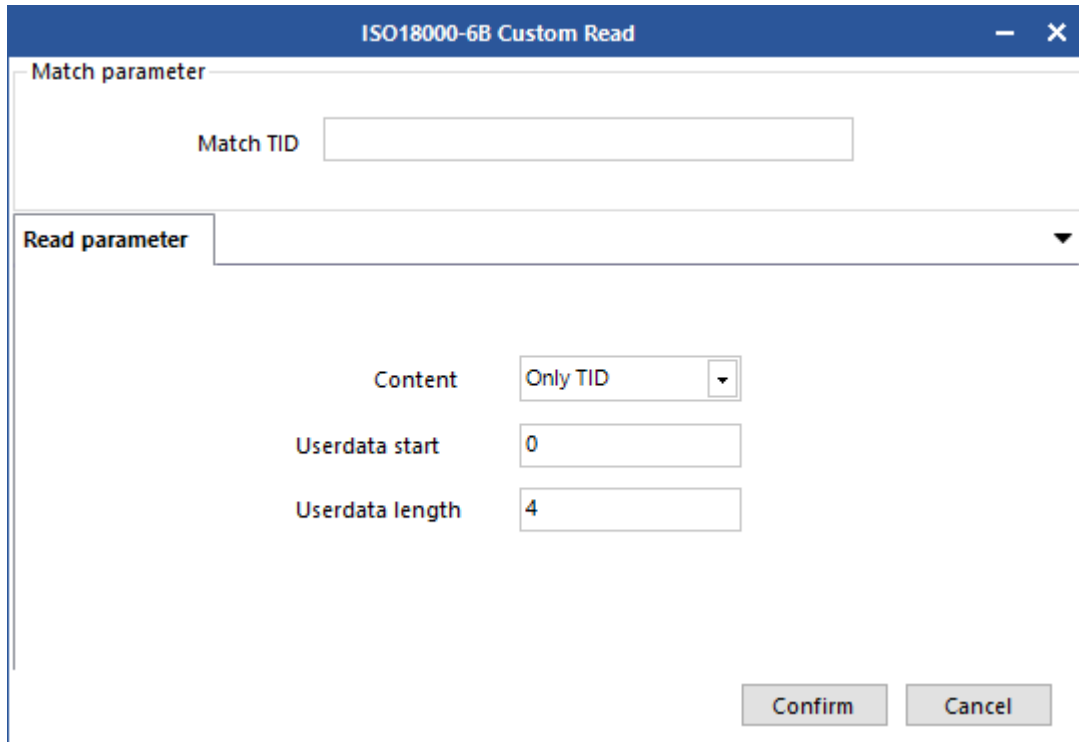 ISO18000-6B Custom Read
Match parameter
Match TID
Read parameter
Content Only TID
Userdata start 0
Userdata length 4
Confirm Cancel